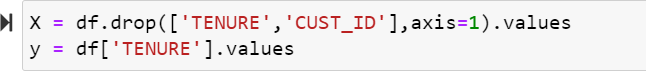 X = df.drop(['TENURE','CUST_ID'],axis=1).values
y = df['TENURE'].values